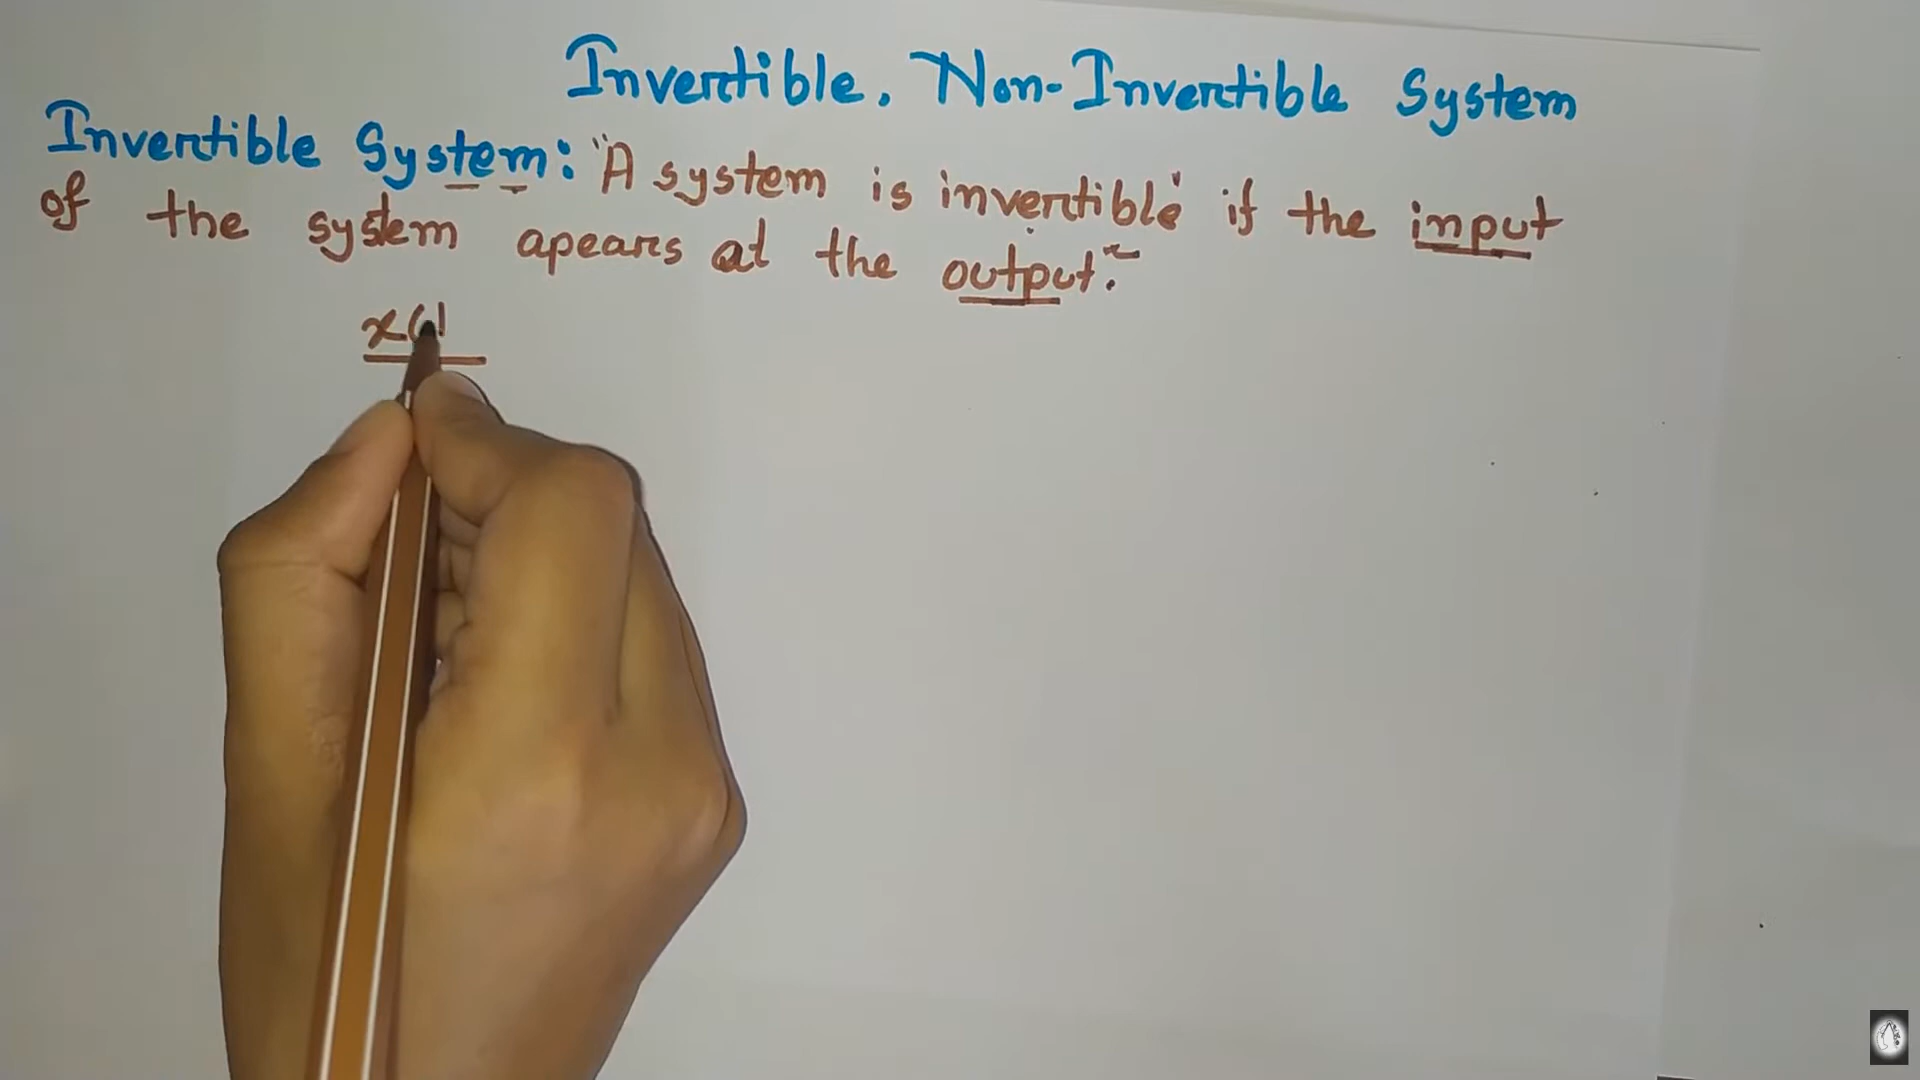 Invertible, Non-Invertible System
Invertible System: "A system is invertible" if the input
of the system apears at the output."
x(